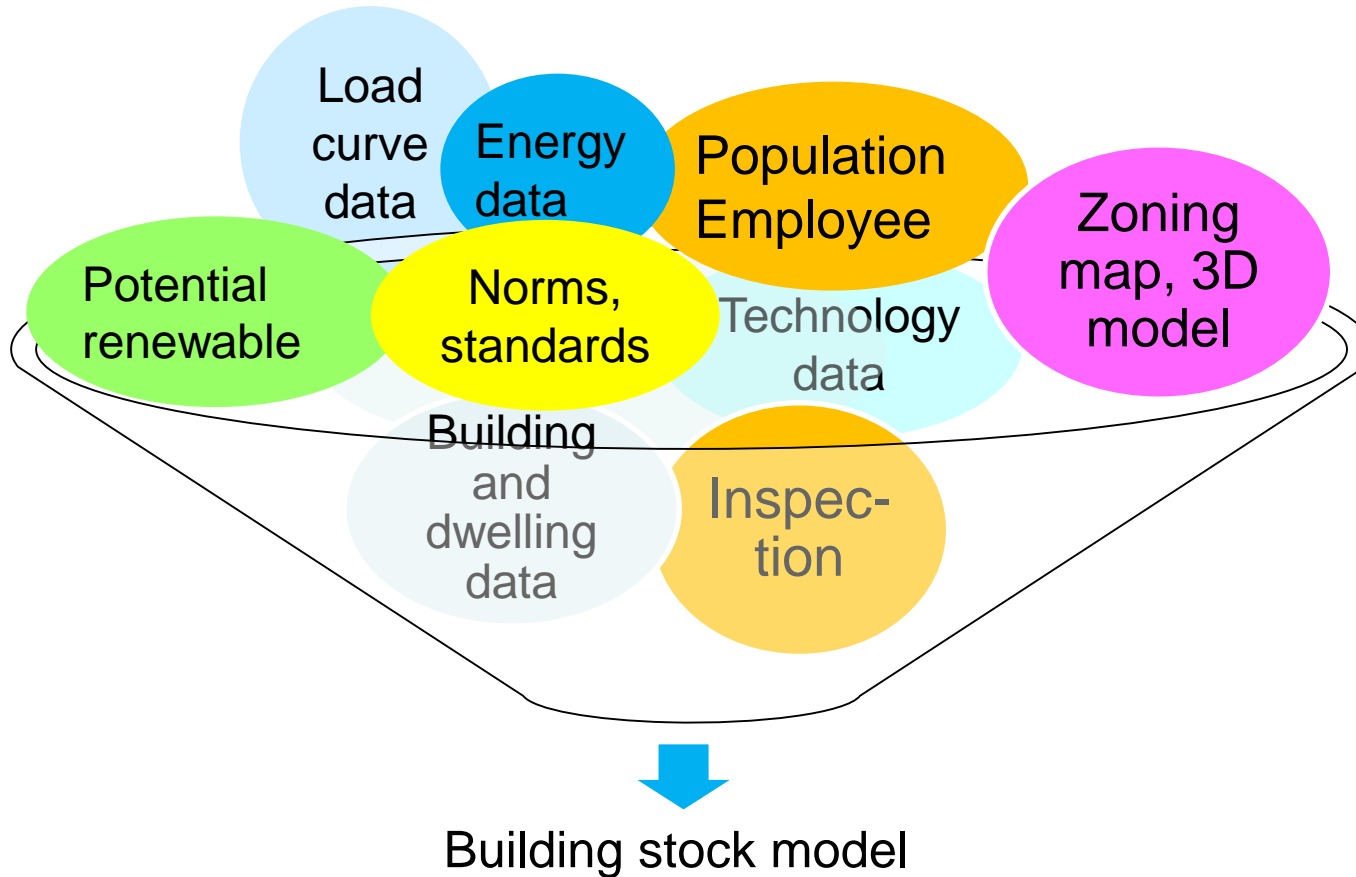 Load
curve
data
Energy
data
Population
Employee
Zoning
map, 3D
model
Potential
renewable
Norms,
standards
Technology
data
Building
and
dwelling
data
Inspec-
tion
Building stock model